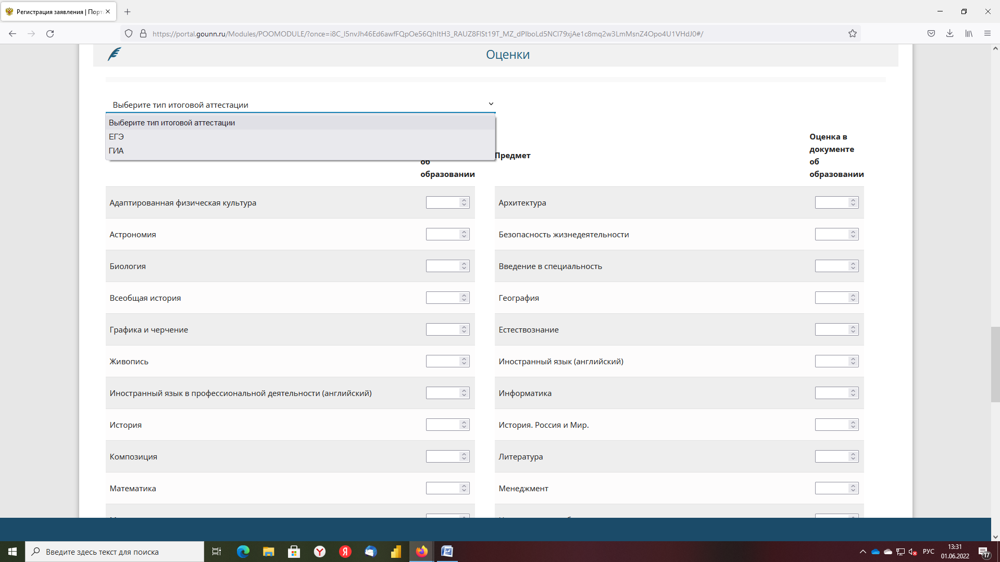 Регистрация заявления | Порт
https://portal.gounn.ru/Modules/POOMODULE/?once=i8C_l5nvJh46Ed6awfFQpOe56QhItH3_RAUZ8FlSt19T_MZ_dPIboLd5NCl79xjAe1c8mq2w3LmMsnZ4Opo4U1VHdJ0#/
Оценки
Выберите тип итоговой аттестации
Выберите тип итоговой аттестации
ЕГЭ
ГИА
об
образовании
Предмет
Оценка в
документе
об
образовании
Адаптированная физическая культура
Архитектура
Астрономия
Безопасность жизнедеятельности
Биология
Введение в специальность
Всеобщая история
География
Графика и черчение
Естествознание
Живопись
Иностранный язык (английский)
Иностранный язык в профессиональной деятельности (английский)
Информатика
История
История. Россия и Мир.
Композиция
Литература
Математика
Менеджмент
Введите здесь текст для поиска
РУС
13:31
01.06.2022
17